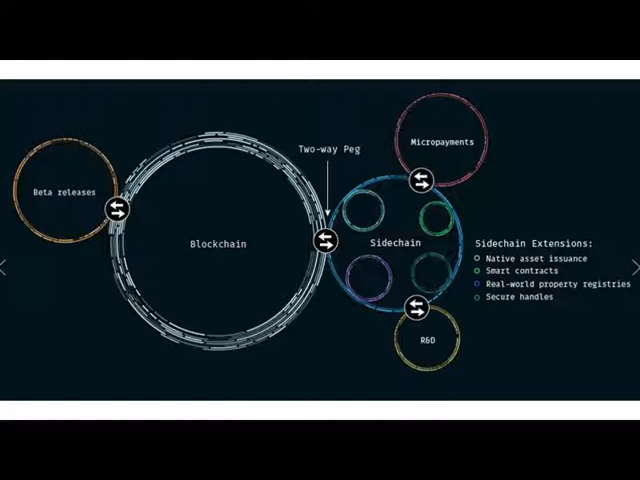 Two-way Peg
Micropayments
Beta releases
Blockchain
Sidechain
Sidechain Extensions:
Native asset issuance
Smart contracts
Real-world property registries
Secure handles
R&D